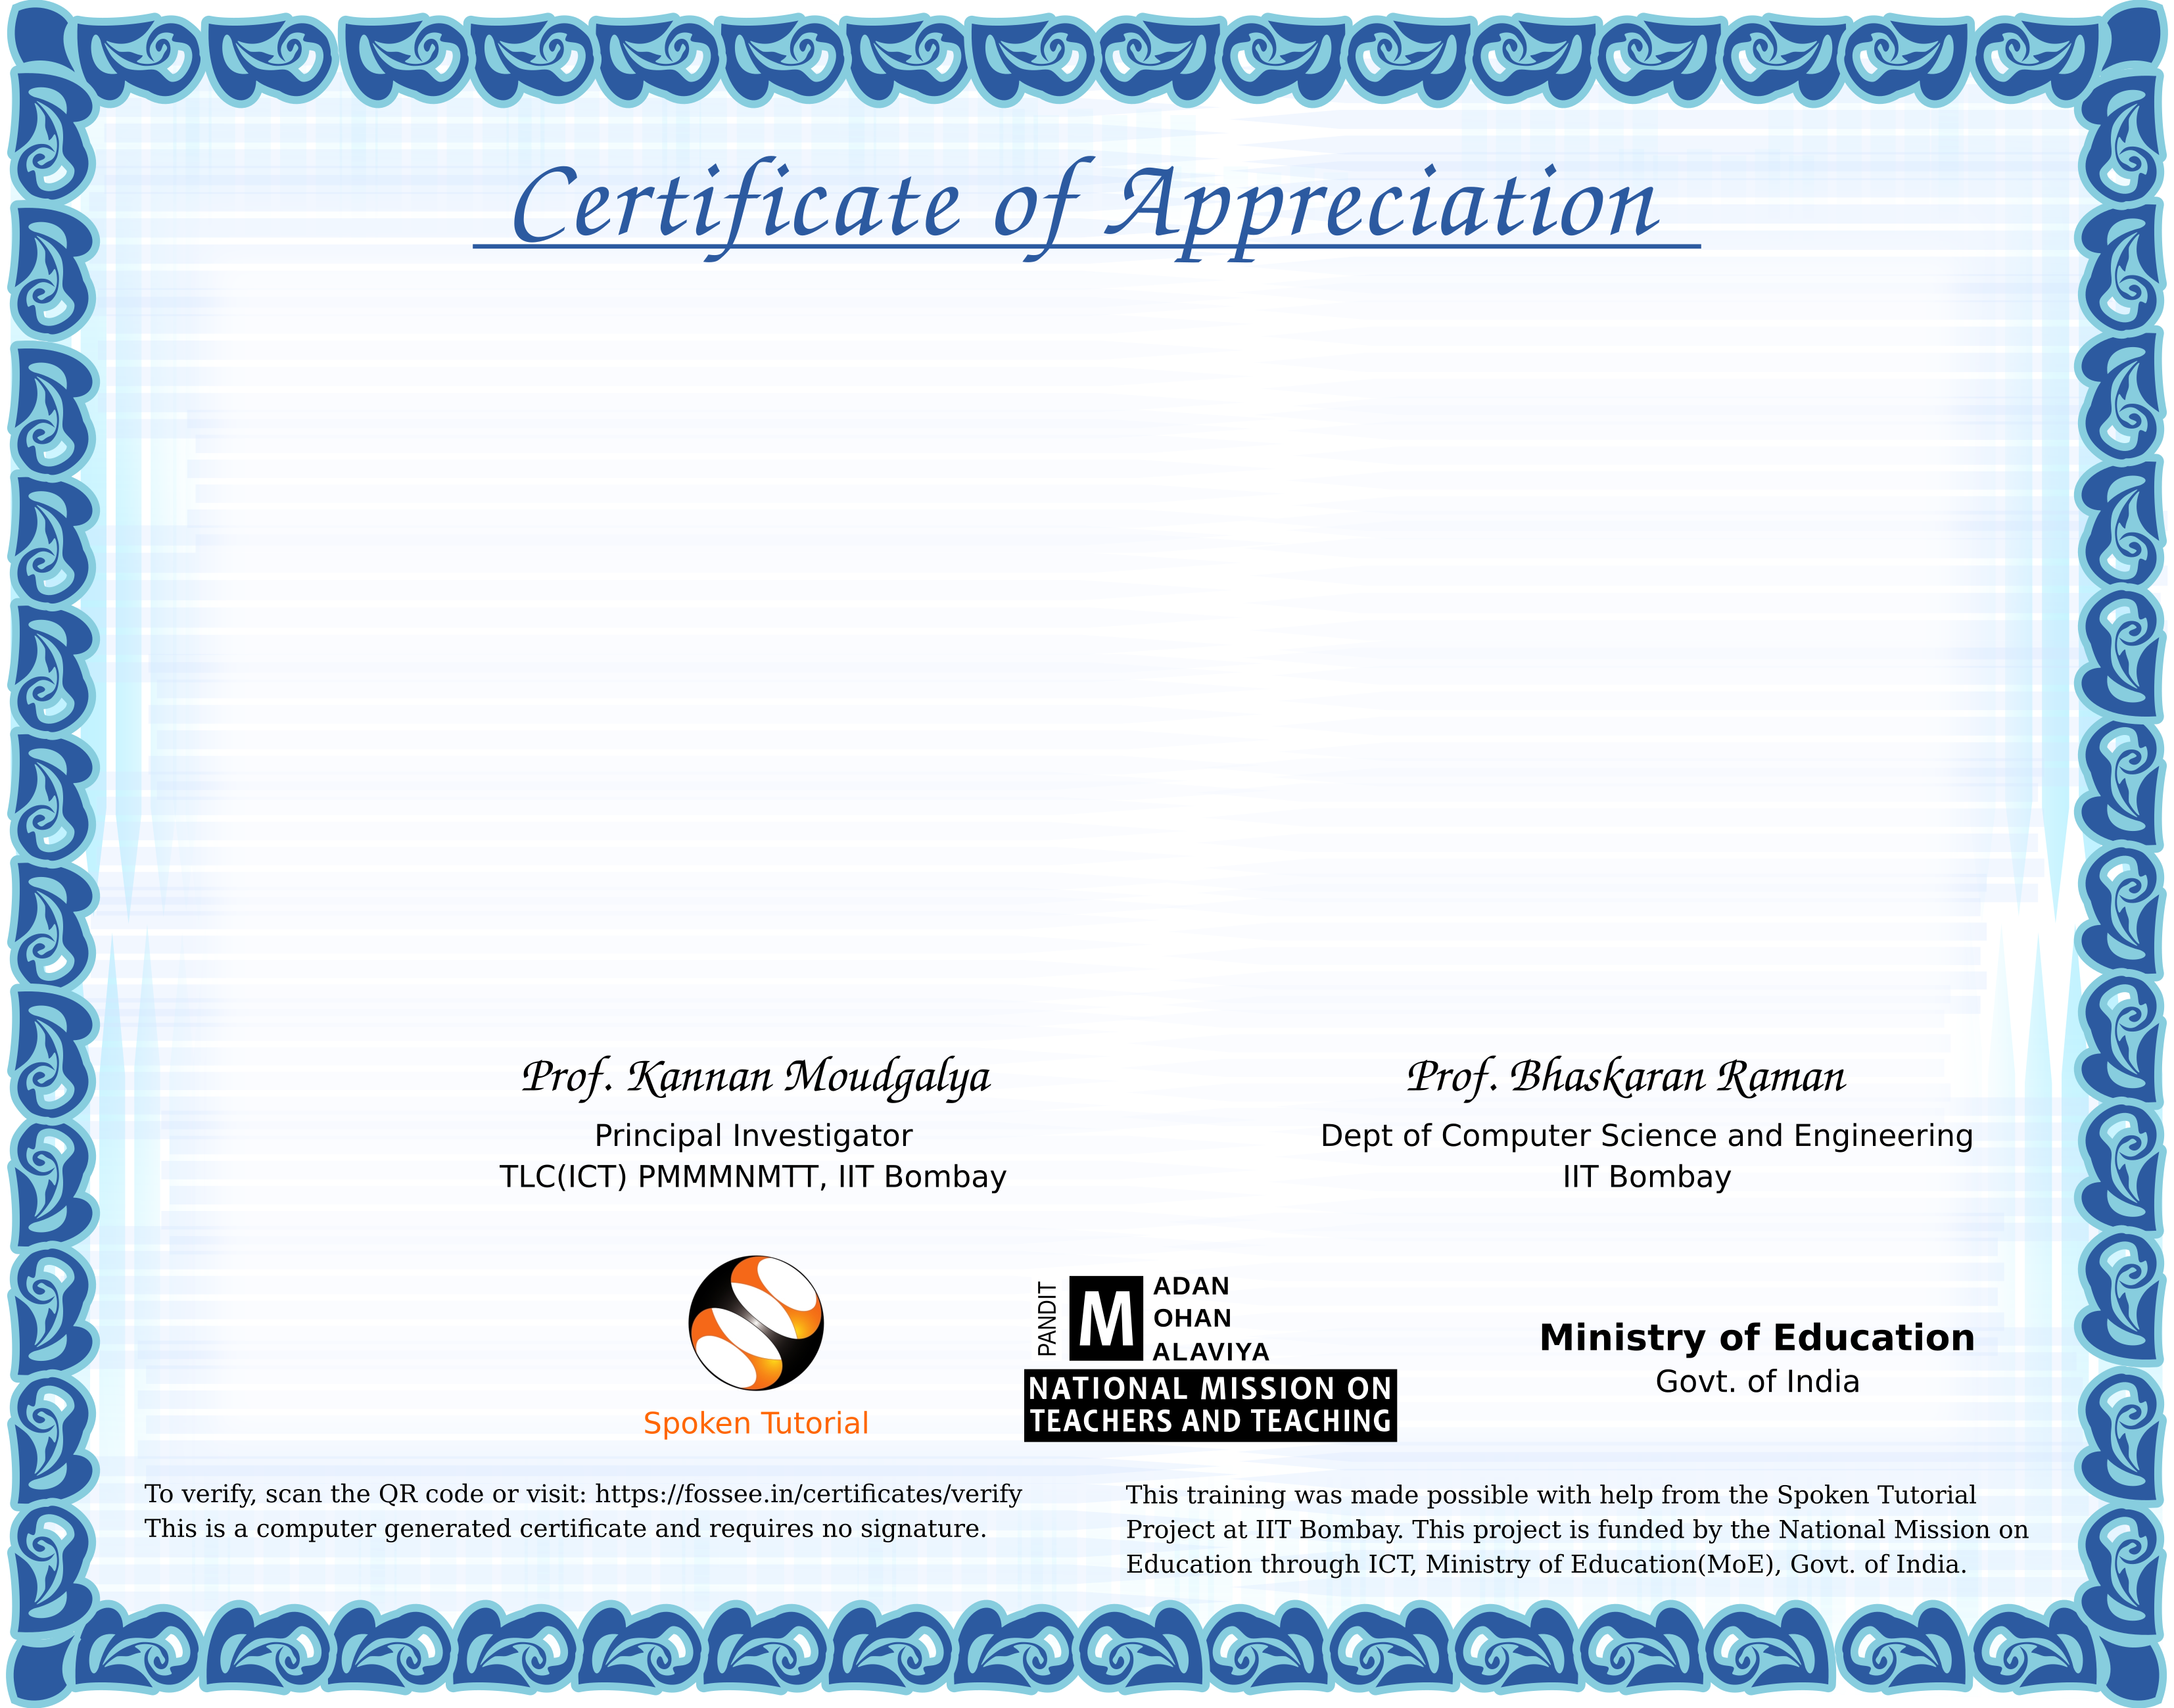 Certificate of Appreciation
Prof. Kannan Moudgalya
Principal Investigator
TLC(ICT) PMMMNMTT, IIT Bombay
Prof. Bhaskaran Raman
Dept of Computer Science and Engineering
IIT Bombay
Spoken Tutorial
PANDIT
M
ADAN
OHAN
ALAVIYA
NATIONAL MISSION ON
TEACHERS AND TEACHING
Ministry of Education
Govt. of India
To verify, scan the QR code or visit: https://fossee.in/certificates/verify
This is a computer generated certificate and requires no signature.
This training was made possible with help from the Spoken Tutorial
Project at IIT Bombay. This project is funded by the National Mission on
Education through ICT, Ministry of Education(MoE), Govt. of India.